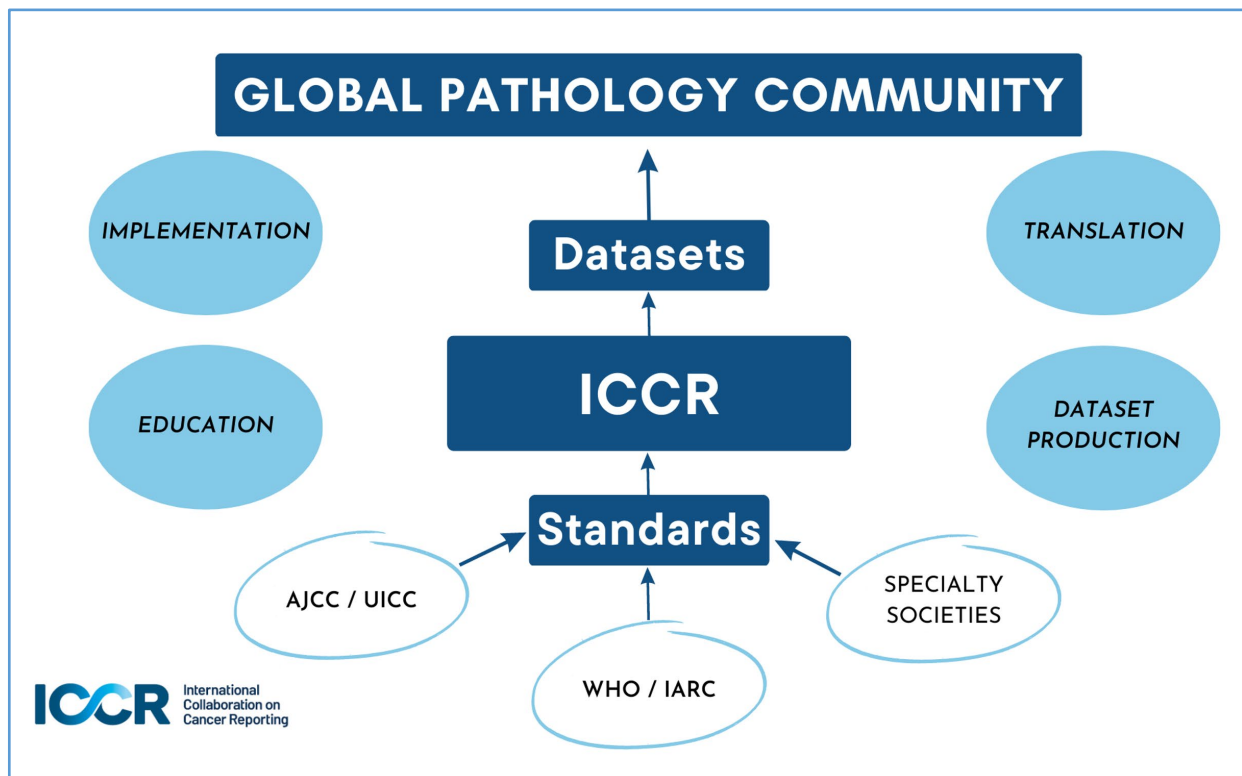 GLOBAL PATHOLOGY COMMUNITY
IMPLEMENTATION
TRANSLATION
Datasets
ICCR
EDUCATION
DATASET
PRODUCTION
Standards
AJCC / UICC
SPECIALTY
SOCIETIES
WHO / IARC
ICCR
International
Collaboration on
Cancer Reporting